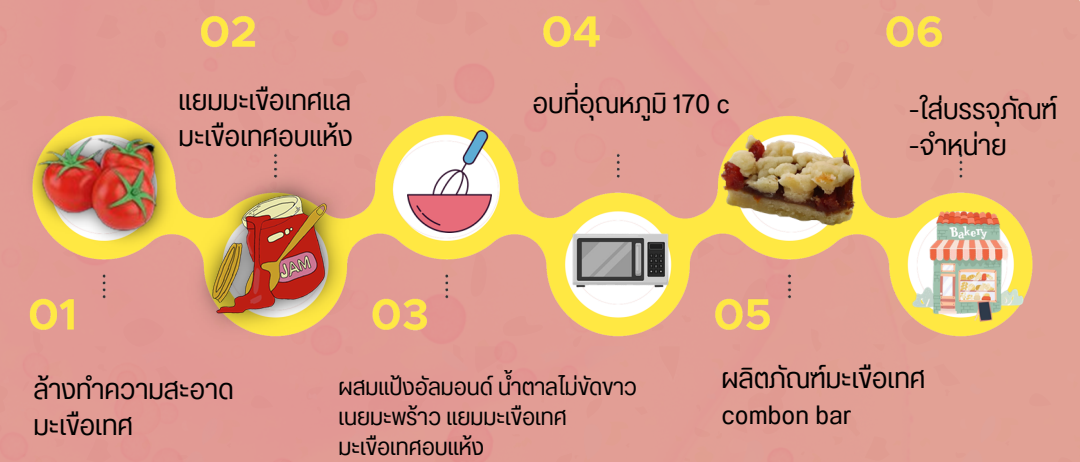 02
04
06
แยมมะเขือเทศแล
มะเขือเทศอบแห้ง
อบที่อุณหภูมิ 170 c
-ใส่บรรจุภัณฑ์
-จำหน่าย
JAM
Bakery
01
03
05
ล้างทำความสะอาด
มะเขือเทศ
ผสมแป้งอัลมอนด์ น้ำตาลไม่ขัดขาว
เนยมะพร้าว แยมมะเขือเทศ
มะเขือเทศอบแห้ง
ผลิตภัณฑ์มะเขือเทศ
combon bar